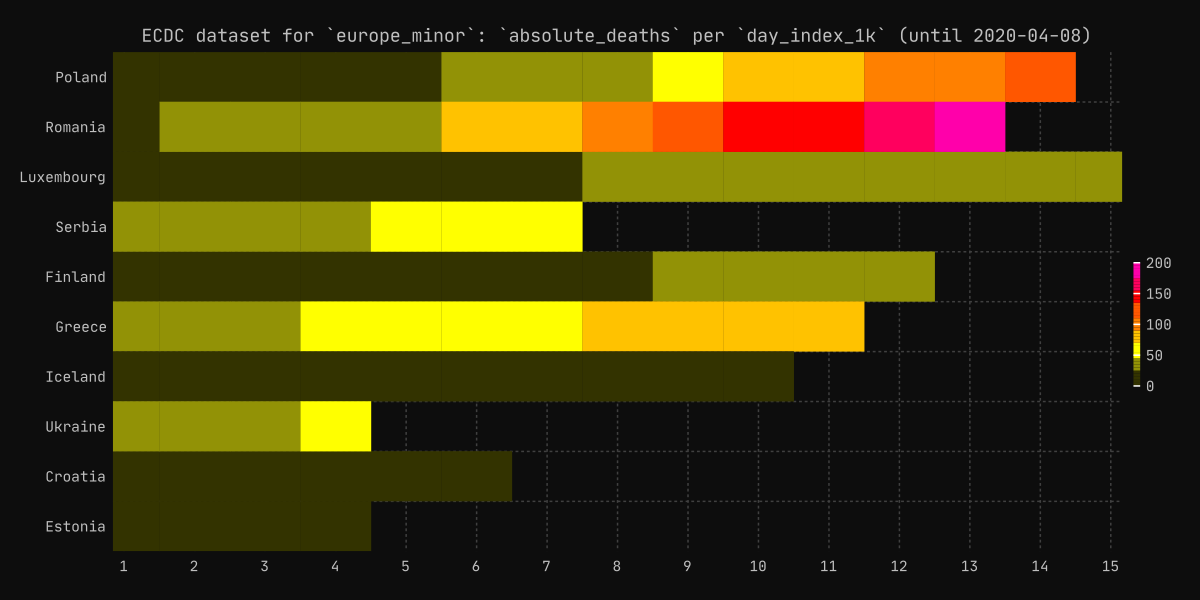 ECDC dataset for `europe_minor`: `absolute_deaths` per `day_index_1k` (until 2020-04-08)
Poland
Romania
Luxembourg
Serbia
Finland
Greece
Iceland
Ukraine
Croatia
Estonia
200
150
100
50
0
1 2 3 4 5 6 7 8 9 10 11 12 13 14 15